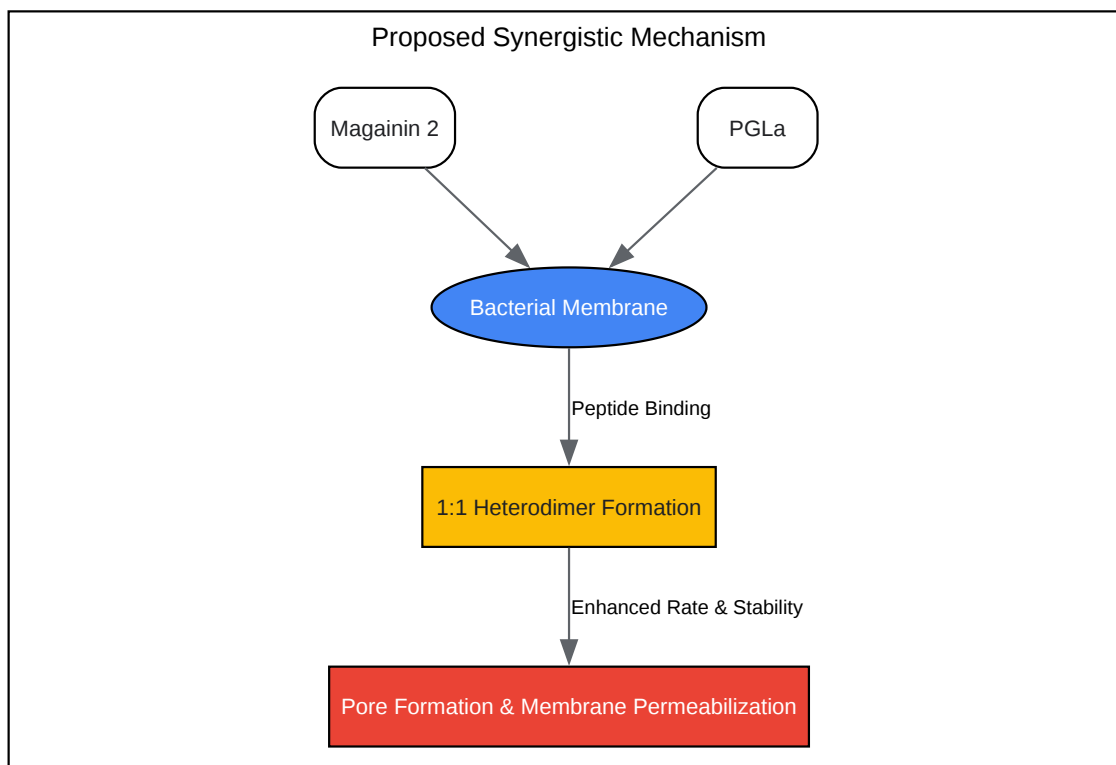 Proposed Synergistic Mechanism
Magainin 2
PGLa
Bacterial Membrane
Peptide Binding
1:1 Heterodimer Formation
Enhanced Rate & Stability
Pore Formation & Membrane Permeabilization